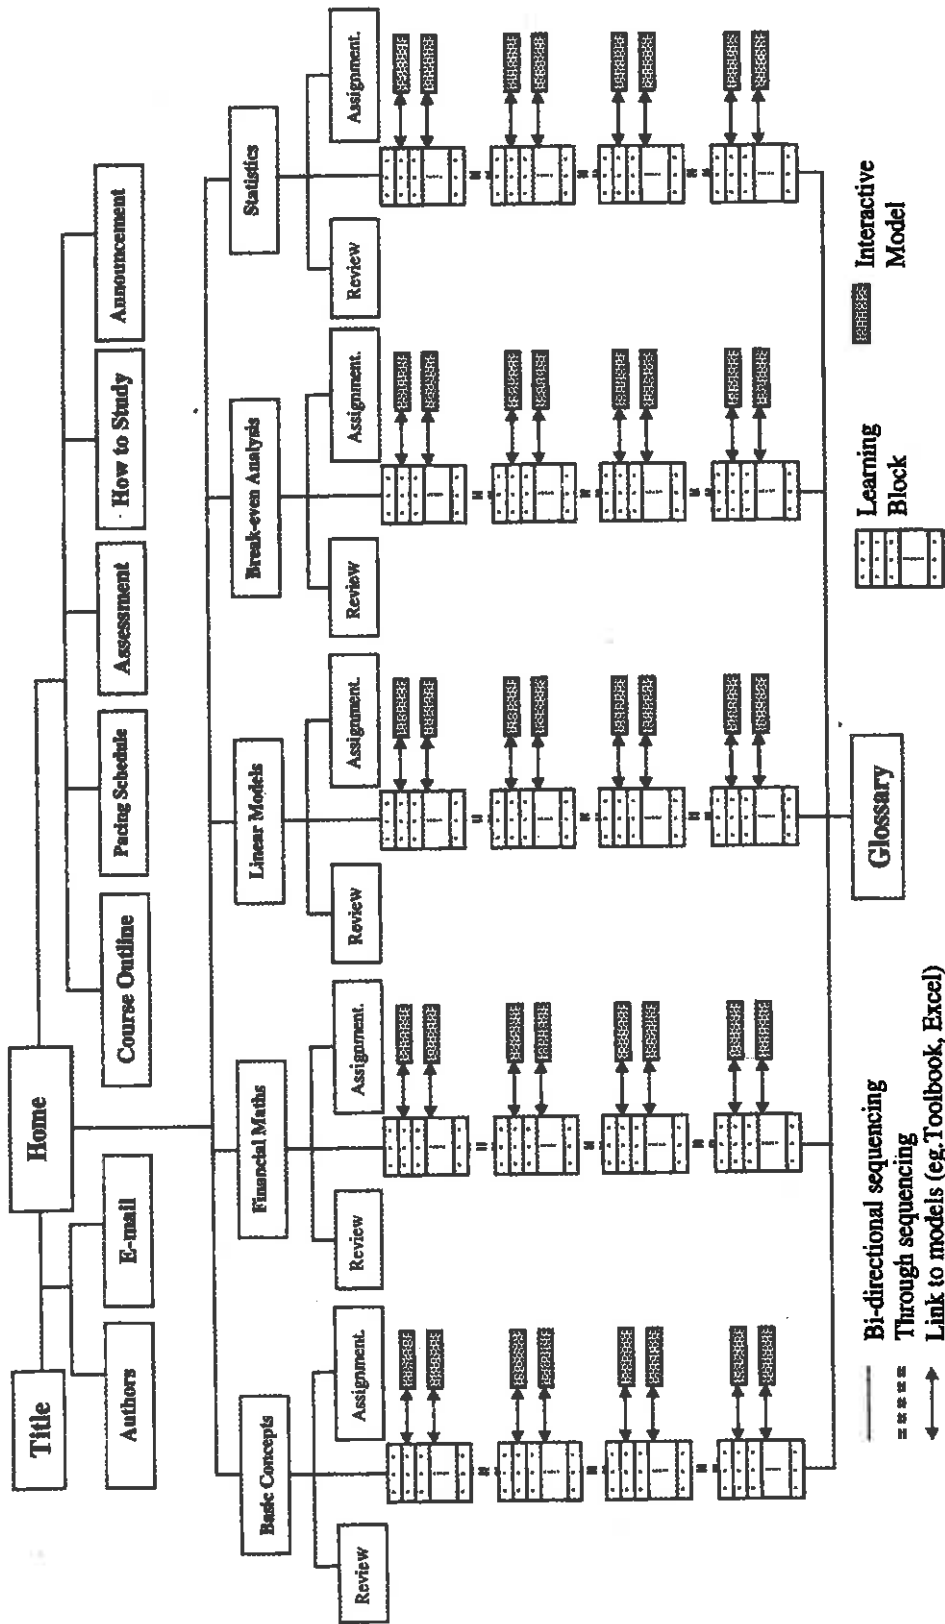 Title
Home
Authors
E-mail
Course Outline
Pacing Schedule
Assessment
How to Study
Announcement
Basic Concepts
Financial Maths
Linear Models
Break-even Analysis
Statistics
Review
Assignment.
Review
Assignment.
Review
Assignment.
Review
Assignment.
Review
Assignment.
Glossary
Bi-directional sequencing
Through sequencing
Link to models (eg.Toolbook, Excel)
Learning
Block
Interactive
Model